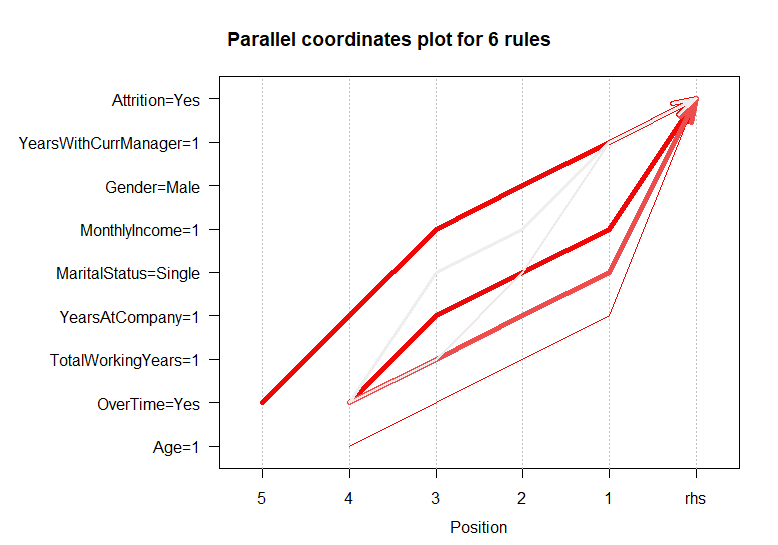 Parallel coordinates plot for 6 rules
Attrition=Yes
YearsWithCurrManager=1
Gender=Male
MonthlyIncome=1
MaritalStatus=Single
YearsAtCompany=1
TotalWorkingYears=1
OverTime=Yes
Age=1
5 4 3 2 1 rhs
Position